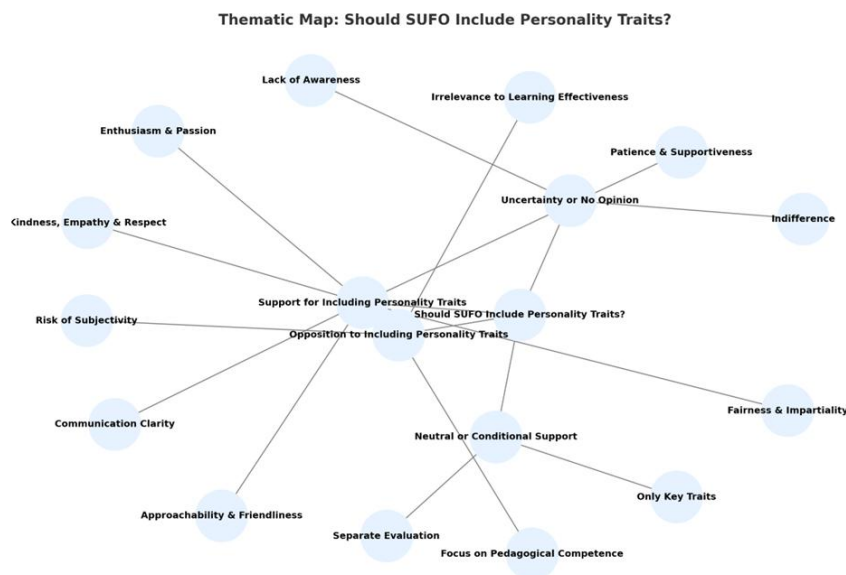 Thematic Map: Should SUFO Include Personality Traits?
Lack of Awareness
Irrelevance to Learning Effectiveness
Enthusiasm & Passion
Patience & Supportiveness
Uncertainty or No Opinion
Indifference
Kindness, Empathy & Respect
Support for Including Personality Traits
Should SUFO Include Personality Traits?
Risk of Subjectivity
Opposition to Including Personality Traits
Fairness & Impartiality
Communication Clarity
Neutral or Conditional Support
Only Key Traits
Approachability & Friendliness
Separate Evaluation
Focus on Pedagogical Competence